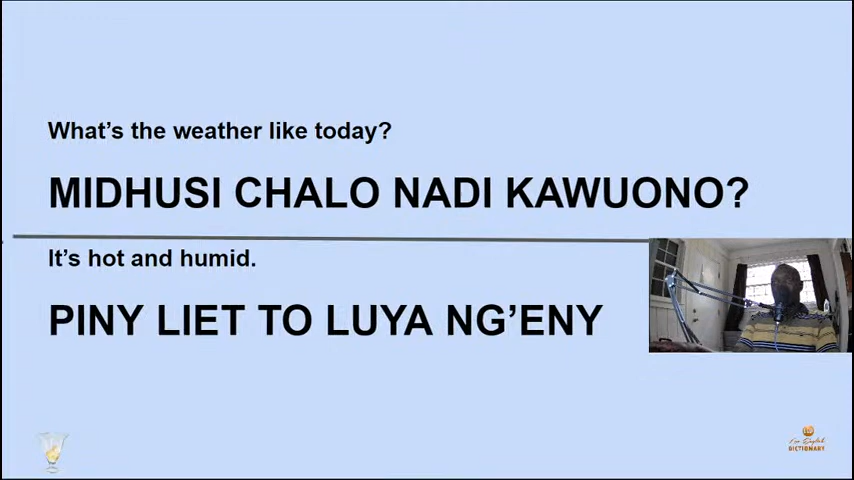 What's the weather like today?
MIDHUSI CHALO NADI KAWUONO?
It's hot and humid.
PINY LIET TO LUYA NG'ENY
DICTIONARY